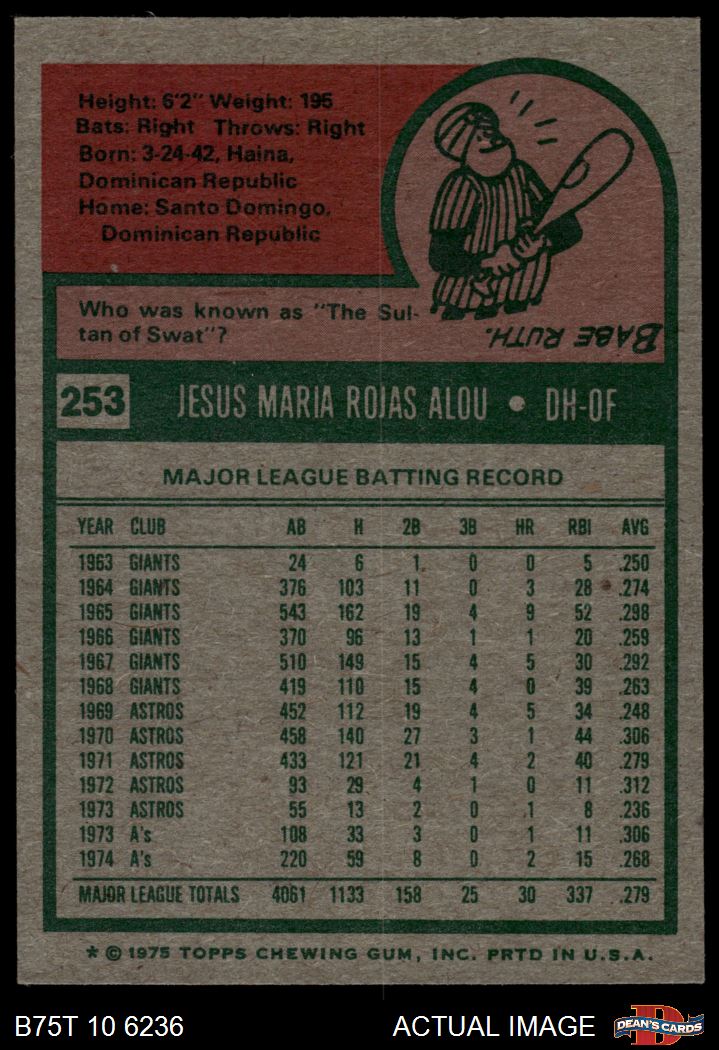 Height: 6'2" Weight: 195
Bats: Right Throws: Right
Born: 3-24-42, Haina,
Dominican Republic
Home: Santo Domingo,
Dominican Republic
Who was known as "The Sul-
tan of Swat"?
BABE RUTH.
253 JESUS MARIA ROJAS ALOU • DH-OF
MAJOR LEAGUE BATTING RECORD
YEAR CLUB AB H 2B 3B HR RBI AVG
1963 GIANTS 24 6 1 0 0 5 .250
1964 GIANTS 376 103 11 0 3 28 .274
1965 GIANTS 543 162 19 4 9 52 .298
1966 GIANTS 370 96 13 1 1 20 .259
1967 GIANTS 510 149 15 4 5 30 .292
1968 GIANTS 419 110 15 4 0 39 .263
1969 ASTROS 452 112 19 4 5 34 .248
1970 ASTROS 458 140 27 3 1 44 .306
1971 ASTROS 433 121 21 4 2 40 .279
1972 ASTROS 93 29 4 1 0 11 .312
1973 ASTROS 55 13 2 0 1 8 .236
1973 A's 108 33 3 0 1 11 .306
1974 A's 220 59 8 0 2 15 .268
MAJOR LEAGUE TOTALS 4061 1133 158 25 30 337 .279
* © 1975 TOPPS CHEWING GUM, INC. PRTD IN U.S.A.
B75T 10 6236 ACTUAL IMAGE D DEAN'S CARDS